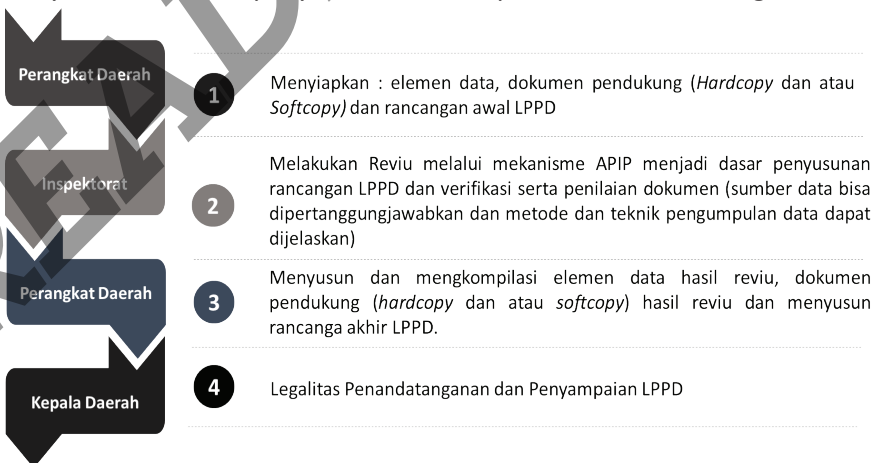 Perangkat Daerah
1
Menyiapkan : elemen data, dokumen pendukung (Hardcopy dan atau
Softcopy) dan rancangan awal LPPD
Inspektorat
2
Melakukan Reviu melalui mekanisme APIP menjadi dasar penyusunan
rancangan LPPD dan verifikasi serta penilaian dokumen (sumber data bisa
dipertanggungjawabkan dan metode dan teknik pengumpulan data dapat
dijelaskan)
Perangkat Daerah
3
Menyusun dan mengkompilasi elemen data hasil reviu, dokumen
pendukung (hardcopy dan atau softcopy) hasil reviu dan menyusun
rancanga akhir LPPD.
Kepala Daerah
4
Legalitas Penandatanganan dan Penyampaian LPPD